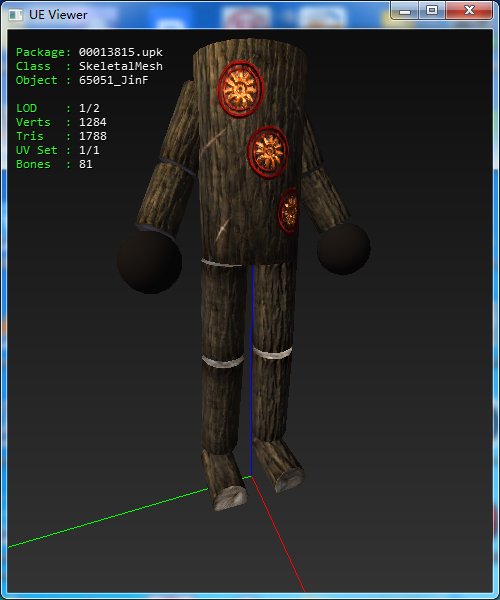 UE Viewer
Package: 00013815.upk
Class  : SkeletalMesh
Object : 65051_JinF
LOD    : 1/2
Verts  : 1284
Tris   : 1788
UV Set : 1/1
Bones  : 81